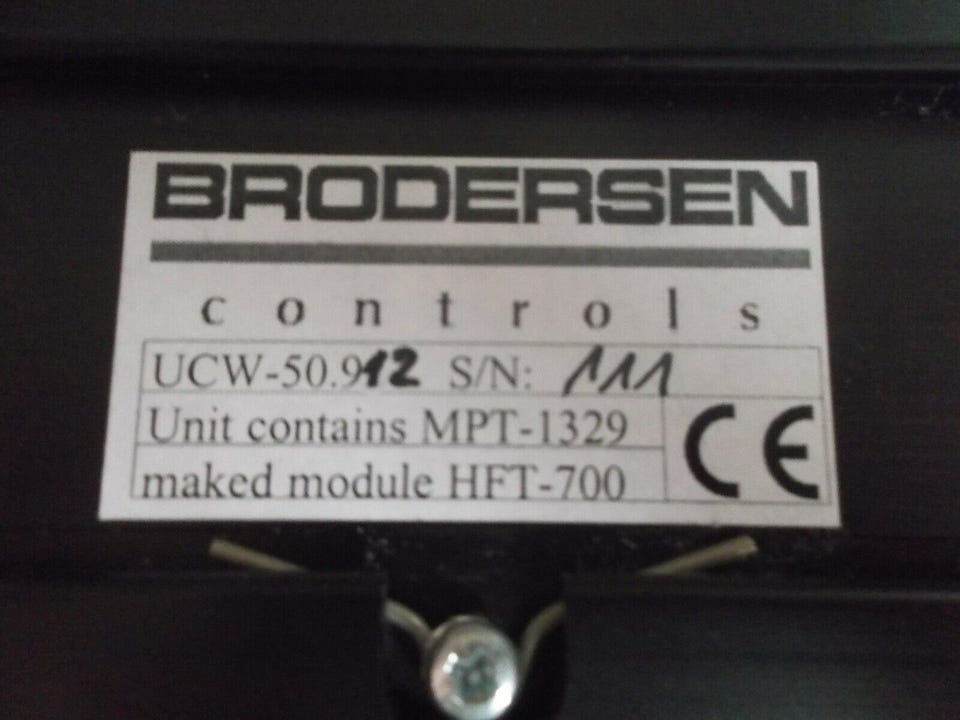 BRODERSEN
controls
UCW-50.912 S/N: 111
Unit contains MPT-1329
maked module HFT-700
CE